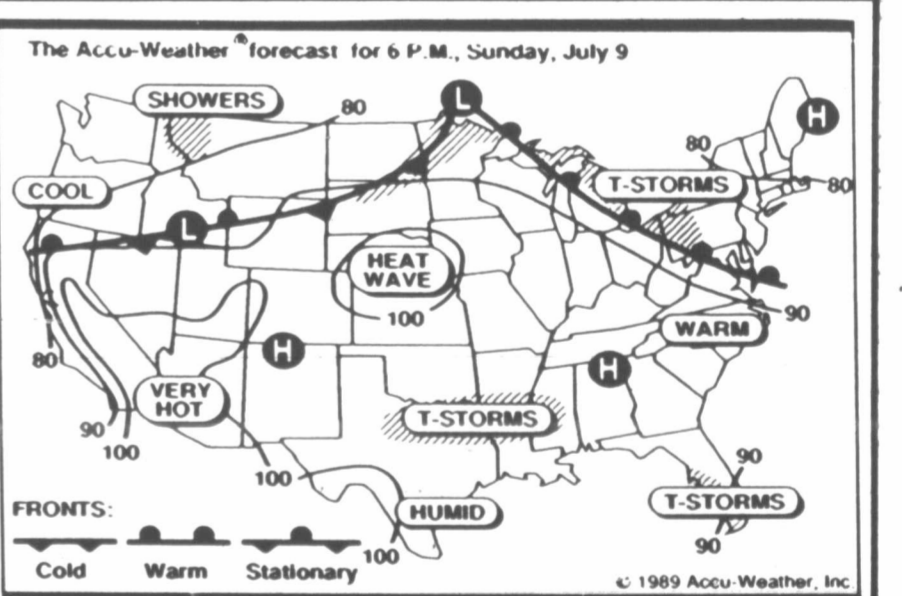 The Accu-Weather® forecast for 6 P.M., Sunday, July 9
SHOWERS
80
L
H
80
COOL
T-STORMS
80
L
HEAT
WAVE
100
90
WARM
80
H
H
VERY
HOT
T-STORMS
90
100
100
90
T-STORMS
HUMID
90
100
FRONTS:
Cold Warm Stationary
© 1989 Accu-Weather, Inc